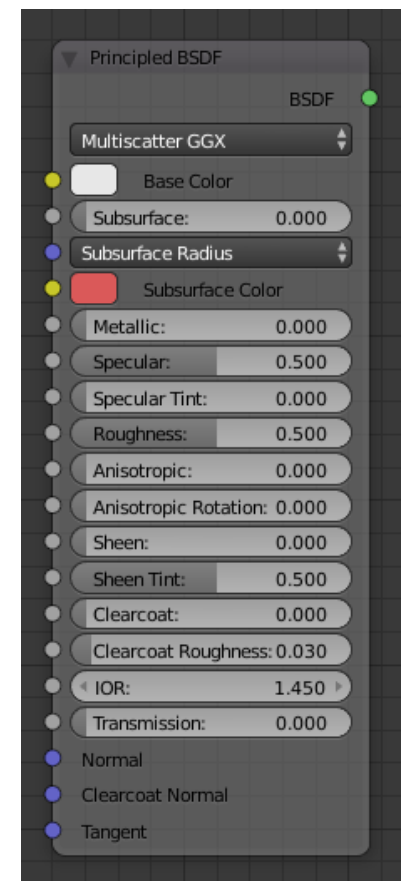 Principled BSDF
BSDF
Multiscatter GGX
Base Color
Subsurface: 0.000
Subsurface Radius
Subsurface Color
Metallic: 0.000
Specular: 0.500
Specular Tint: 0.000
Roughness: 0.500
Anisotropic: 0.000
Anisotropic Rotation: 0.000
Sheen: 0.000
Sheen Tint: 0.500
Clearcoat: 0.000
Clearcoat Roughness: 0.030
IOR: 1.450
Transmission: 0.000
Normal
Clearcoat Normal
Tangent